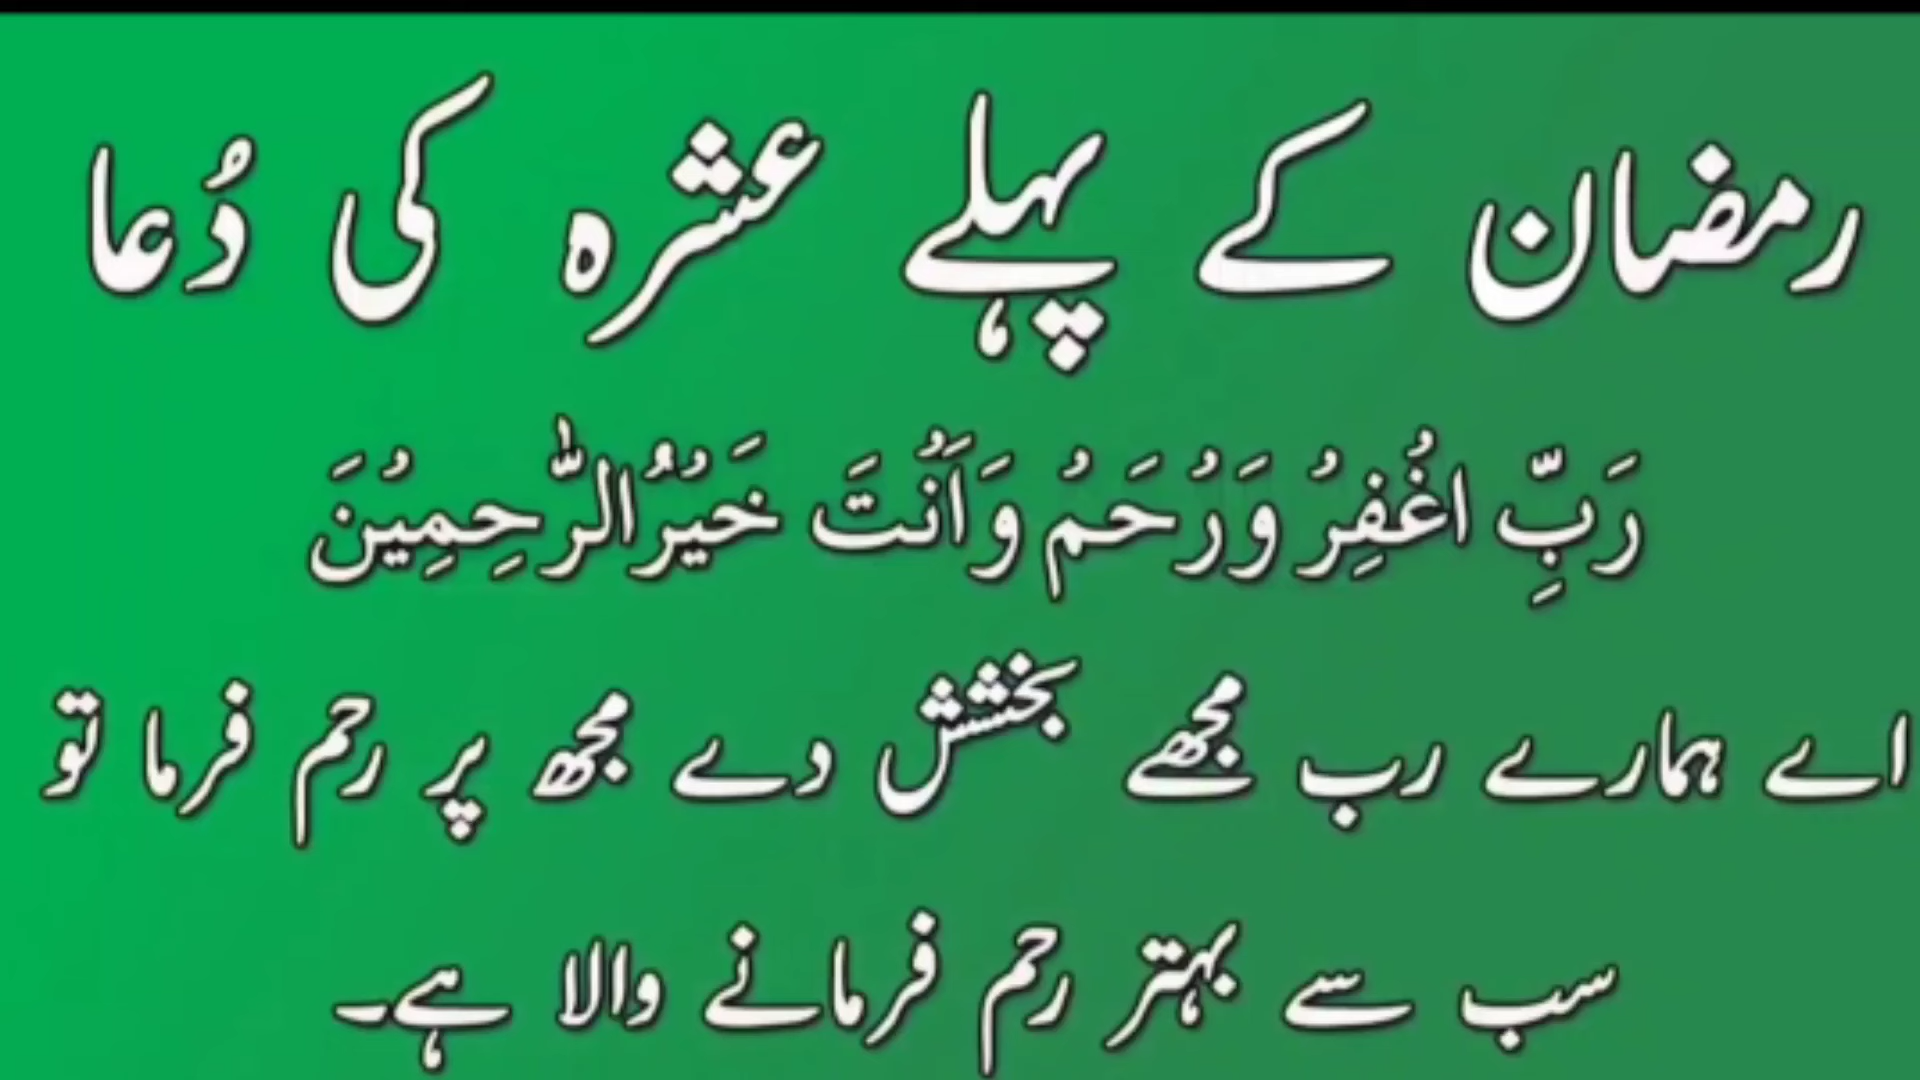 رمضان کے پہلے عشرہ کی دُعا
رَبِّ اغُفِرُ وَرُحَمُ وَاَنُتَ خَیُرُالرّٰحِمِیُنَ
اے ہمارے رب مجھے بخشش دے مجھ پر رحم فرما تو
سب سے بہتر رحم فرمانے والا ہے۔